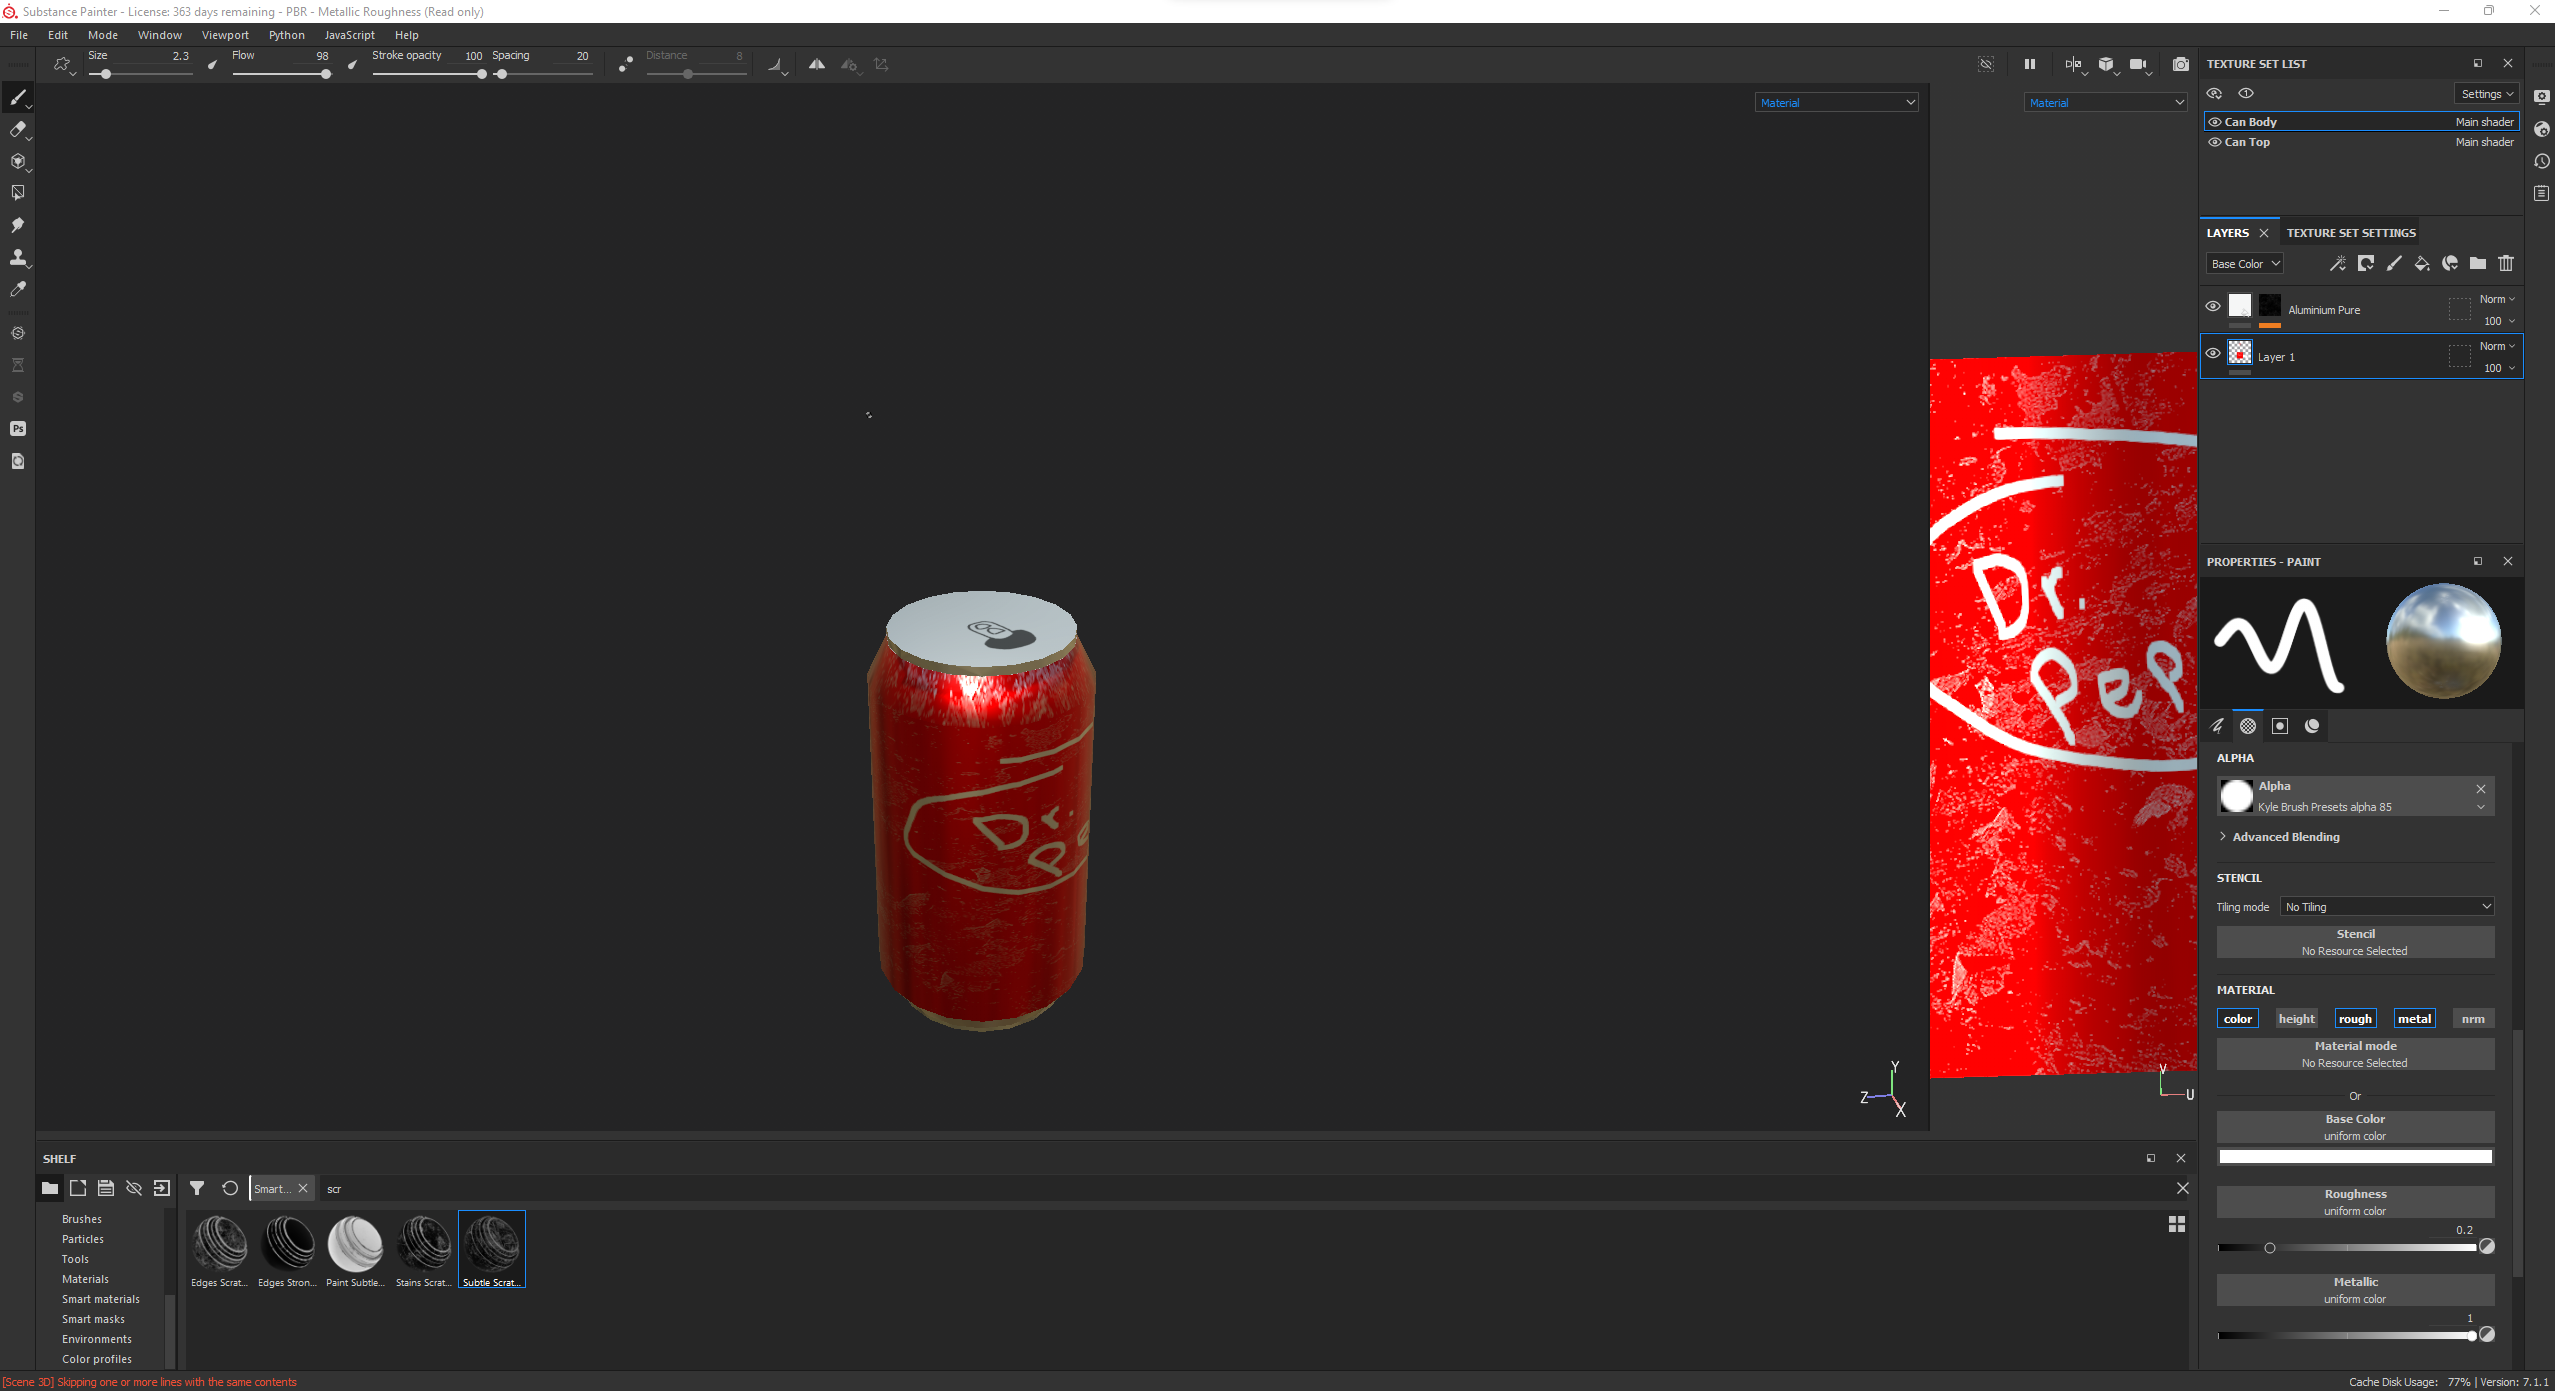 Substance Painter - License: 363 days remaining - PBR - Metallic Roughness (Read only)
File Edit Mode Window Viewport Python JavaScript Help
Size 2.3 Flow 98 Stroke opacity 100 Spacing 20 Distance 8
Material
Material
Dr.
Pe
Dr.
Pep
Y
Z
X
V
U
TEXTURE SET LIST
Settings
Can Body Main shader
Can Top Main shader
LAYERS TEXTURE SET SETTINGS
Base Color
Aluminium Pure Norm
100
Layer 1 Norm
100
PROPERTIES - PAINT
ALPHA
Alpha
Kyle Brush Presets alpha 85
Advanced Blending
STENCIL
Tiling mode No Tiling
Stencil
No Resource Selected
MATERIAL
color height rough metal nrm
Material mode
No Resource Selected
Or
Base Color
uniform color
Roughness
uniform color
0.2
Metallic
uniform color
1
Ps
SHELF
Smart... scr
Brushes
Particles
Tools
Materials
Smart materials
Smart masks
Environments
Color profiles
Edges Scrat... Edges Stron... Paint Subtle... Stains Scrat... Subtle Scrat...
[Scene 3D] Skipping one or more lines with the same contents
Cache Disk Usage: 77% | Version: 7.1.1